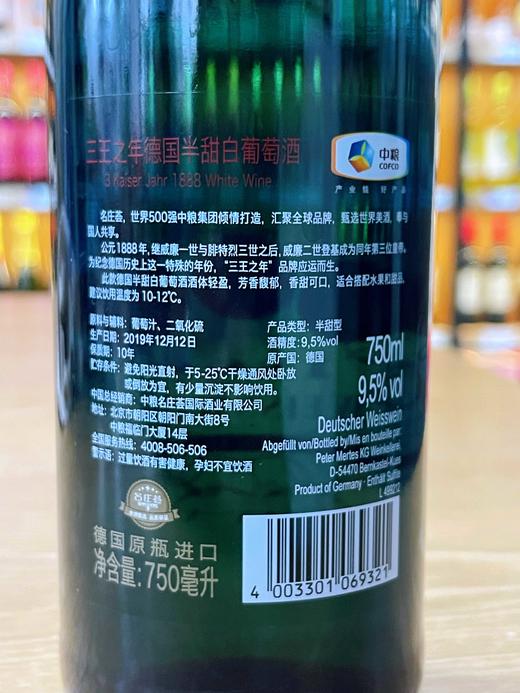 三王之年德国半甜白葡萄酒
3 Kaiser Jahr 1888 White Wine
中粮
COFCO
产业链 好产品
名庄荟，世界500强中粮集团倾情打造，汇聚全球品牌，甄选世界美酒，奉与
国人共享。
公元1888年，继威廉一世与腓特烈三世之后，威廉二世登基成为同年第三位皇帝。
为纪念德国历史上这一特殊的年份，“三王之年”品牌应运而生。
此款德国半甜白葡萄酒酒体轻盈，芳香馥郁，香甜可口，适合搭配水果和甜品，
建议饮用温度为10-12℃。
原料与辅料：葡萄汁、二氧化硫
产品类型：半甜型
生产日期：2019年12月12日
酒精度：9,5%vol
保质期：10年
原产国：德国
贮存条件：避免阳光直射，于5-25℃干燥通风处卧放
或倒放为宜，有少量沉淀不影响饮用。
750ml
9,5% vol
中国总经销商：中粮名庄荟国际酒业有限公司
地址：北京市朝阳区朝阳门南大街8号
中粮福临门大厦14层
全国服务热线：4008-506-506
警示语：过量饮酒有害健康，孕妇不宜饮酒
Deutscher Weisswein
Abgefüllt von/Bottled by/Mis en bouteille par:
Peter Mertes KG Weinkellerei,
D-54470 Bernkastel-Kues
Product of Germany · Enthält Sulfite
L 499212
名庄荟
德国原瓶进口
净含量:750毫升
4 003301 069321